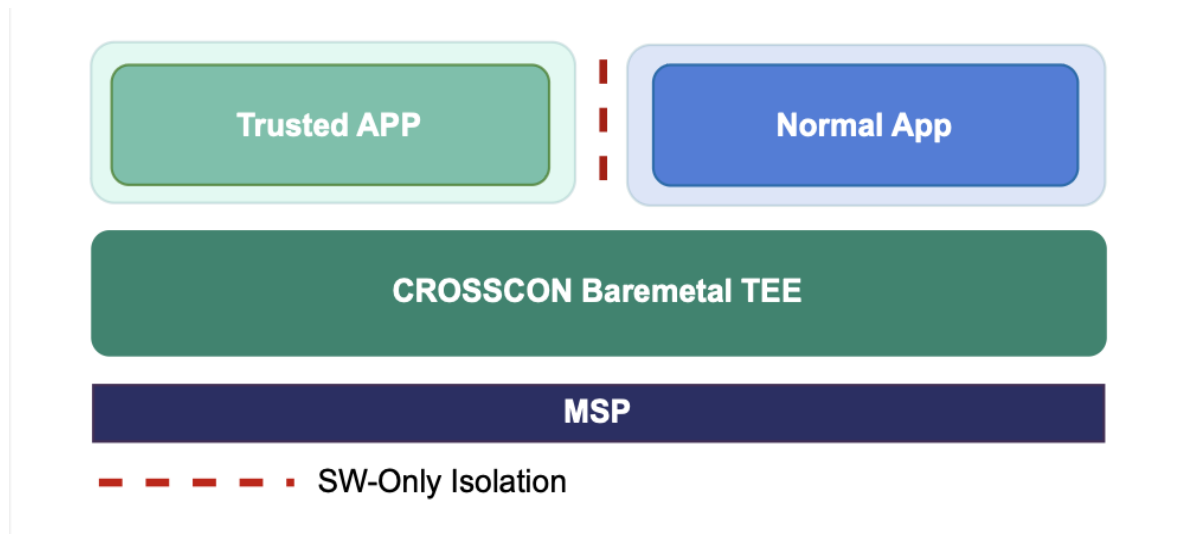 Trusted APP
Normal App
CROSSCON Baremetal TEE
MSP
SW-Only Isolation